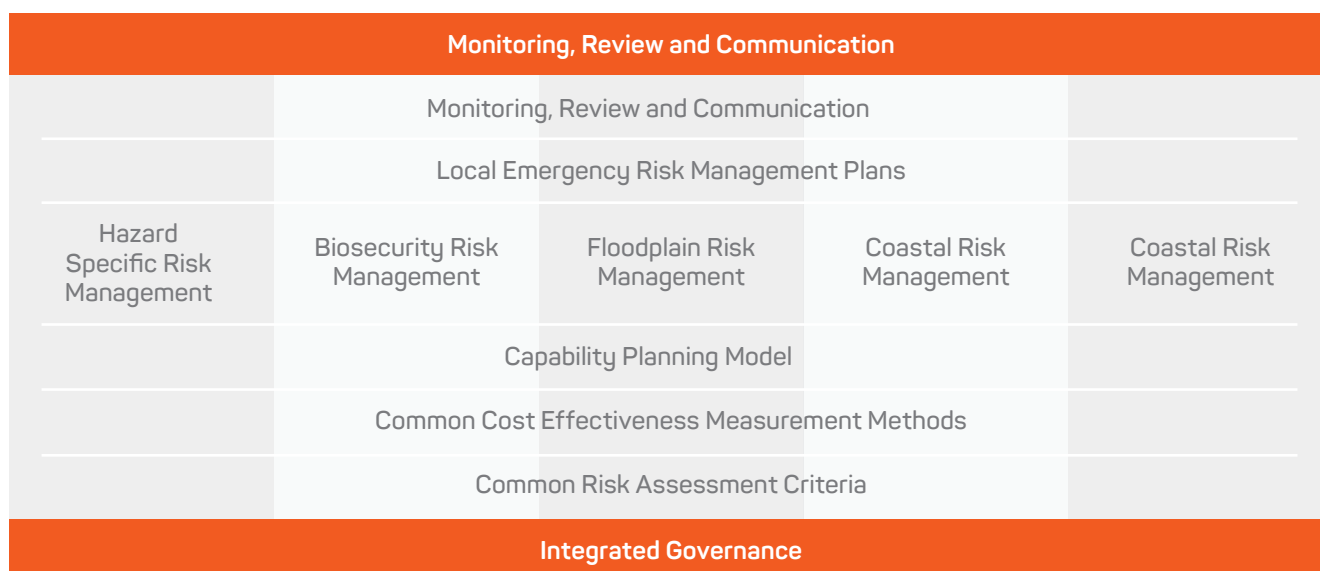 Monitoring, Review and Communication
Monitoring, Review and Communication
Local Emergency Risk Management Plans
Hazard
Specific Risk
Management
Biosecurity Risk
Management
Floodplain Risk
Management
Coastal Risk
Management
Coastal Risk
Management
Capability Planning Model
Common Cost Effectiveness Measurement Methods
Common Risk Assessment Criteria
Integrated Governance